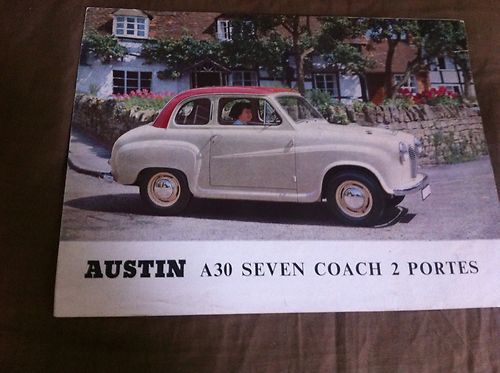 AUSTIN A30 SEVEN COACH 2 PORTES